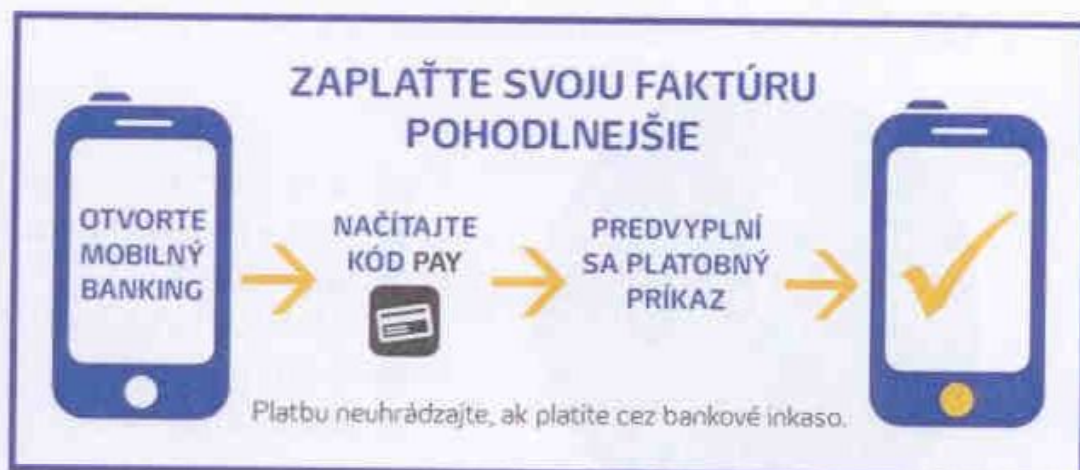 ZAPLAŤTE SVOJU FAKTÚRU
POHODLNEJŠIE
OTVORTE
MOBILNÝ
BANKING
NAČÍTAJTE
KÓD PAY
PREDVYPLNÍ
SA PLATOBNÝ
PRÍKAZ
Platbu neuhrádzajte, ak platíte cez bankové inkaso.